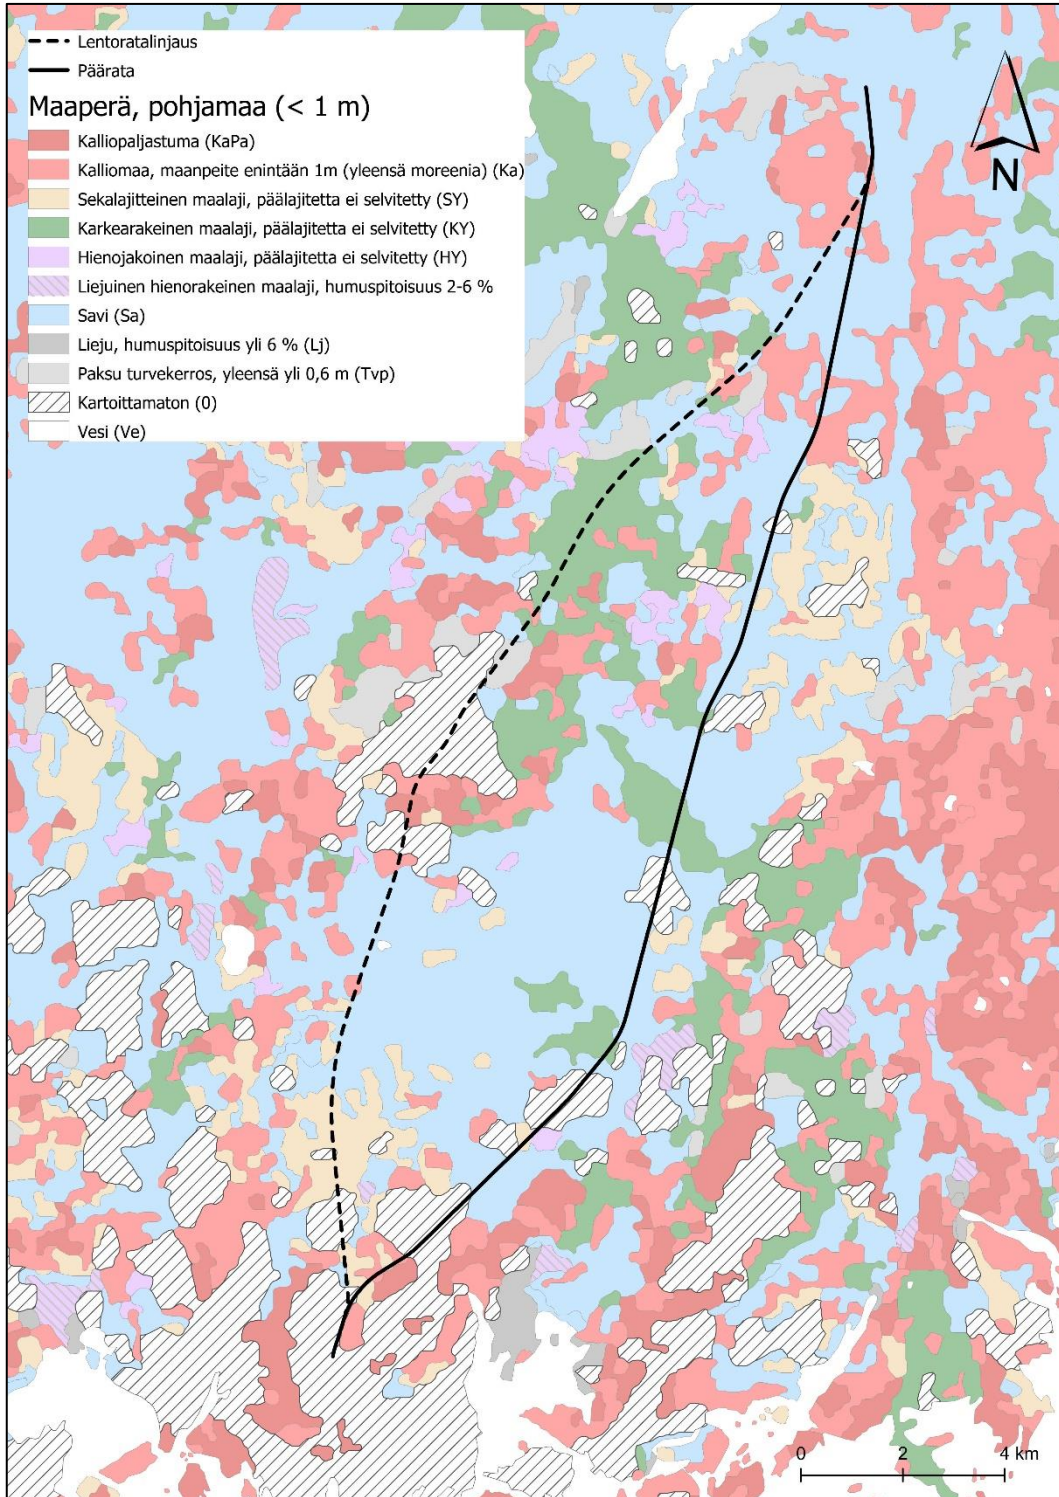 Lentoratalinjaus
Päärata
Maaperä, pohjamaa (< 1 m)
Kalliopaljastuma (KaPa)
Kalliomaa, maanpeite enintään 1m (yleensä moreenia) (Ka)
Sekalajitteinen maalaji, päälajitetta ei selvitetty (SY)
Karkearakeinen maalaji, päälajitetta ei selvitetty (KY)
Hienojakoinen maalaji, päälajitetta ei selvitetty (HY)
Liejuinen hienorakeinen maalaji, humuspitoisuus 2-6 %
Savi (Sa)
Lieju, humuspitoisuus yli 6 % (Lj)
Paksu turvekerros, yleensä yli 0,6 m (Tvp)
Kartoittamaton (0)
Vesi (Ve)
N
0 2 4 km